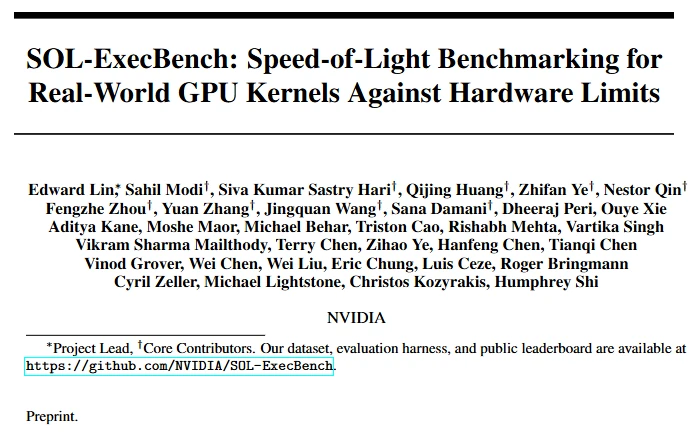 SOL-ExecBench: Speed-of-Light Benchmarking for
Real-World GPU Kernels Against Hardware Limits
Edward Lin,* Sahil Modi†, Siva Kumar Sastry Hari†, Qijing Huang†, Zhifan Ye†, Nestor Qin†
Fengzhe Zhou†, Yuan Zhang†, Jingquan Wang†, Sana Damani†, Dheeraj Peri, Ouye Xie
Aditya Kane, Moshe Maor, Michael Behar, Triston Cao, Rishabh Mehta, Vartika Singh
Vikram Sharma Mailthody, Terry Chen, Zihao Ye, Hanfeng Chen, Tianqi Chen
Vinod Grover, Wei Chen, Wei Liu, Eric Chung, Luis Ceze, Roger Bringmann
Cyril Zeller, Michael Lightstone, Christos Kozyrakis, Humphrey Shi
NVIDIA
*Project Lead, †Core Contributors. Our dataset, evaluation harness, and public leaderboard are available at
https://github.com/NVIDIA/SOL-ExecBench.
Preprint.